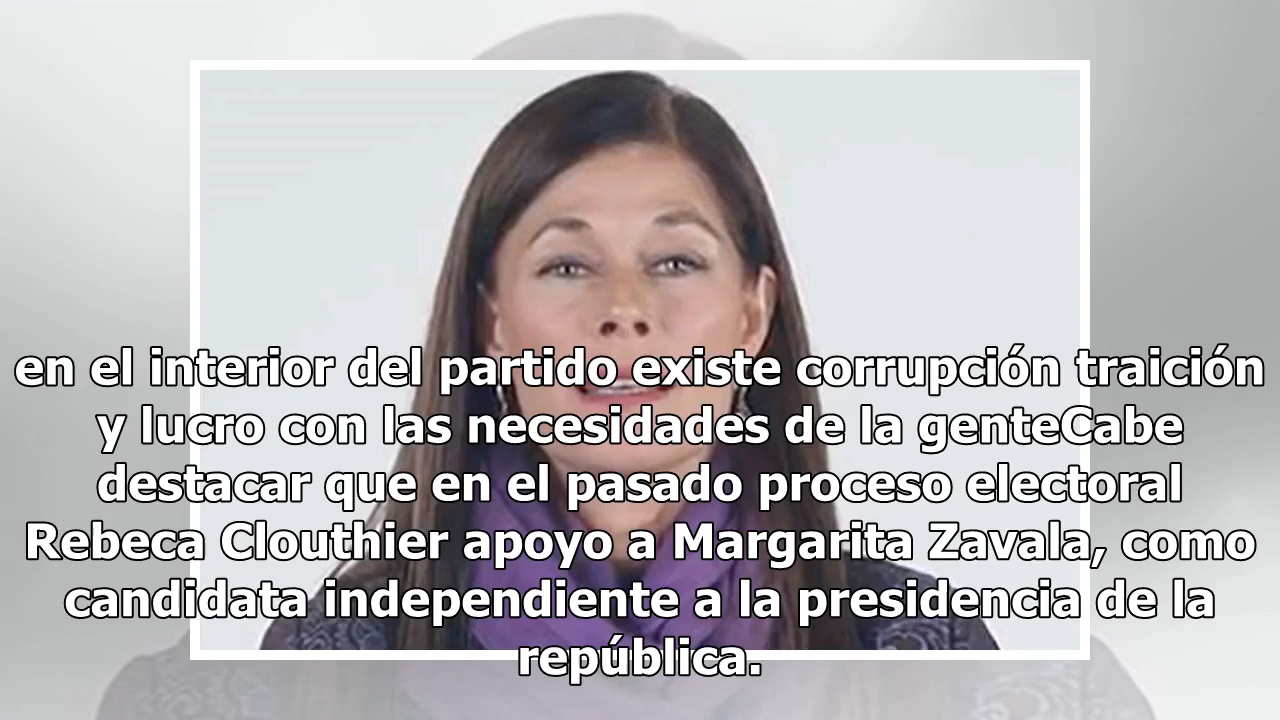 en el interior del partido existe corrupción traición
y lucro con las necesidades de la genteCabe
destacar que en el pasado proceso electoral
Rebeca Clouthier apoyo a Margarita Zavala, como
candidata independiente a la presidencia de la
república.